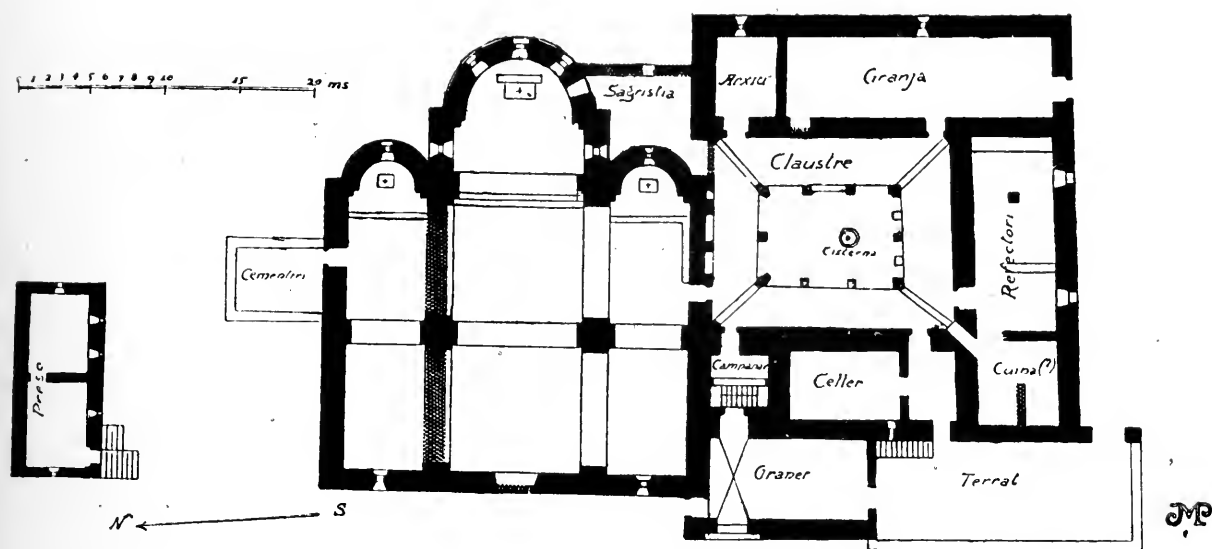 1 2 3 4 5 6 7 8 9 10 15 20 ms
Sagristia
Arxiu
Granja
Claustre
Cisterna
Refectori
Cementiri
Presó
Campanar
Celler
Cuina(?)
Graner
Terrat
N S
JMP